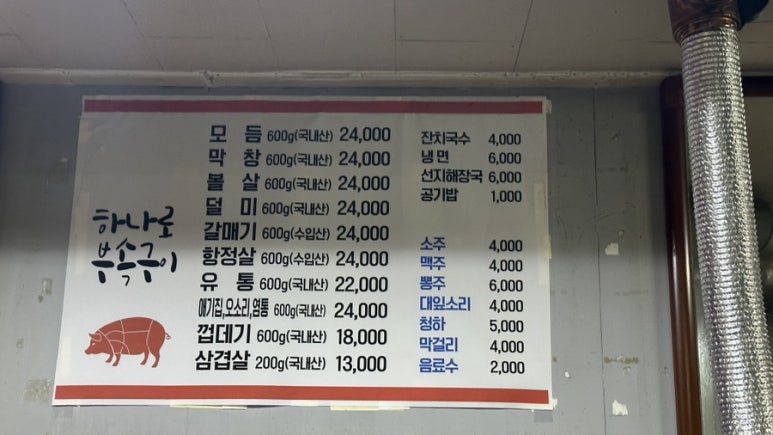 하나로
부속구이
모 듬 600g(국내산) 24,000
막 창 600g(국내산) 24,000
볼 살 600g(국내산) 24,000
덜 미 600g(국내산) 24,000
갈매기 600g(수입산) 24,000
항정살 600g(수입산) 24,000
유 통 600g(국내산) 22,000
애기집,오소리,염통 600g(국내산) 24,000
껍데기 600g(국내산) 18,000
삼겹살 200g(국내산) 13,000
잔치국수 4,000
냉 면 6,000
선지해장국 6,000
공기밥 1,000
소주 4,000
맥주 4,000
뽕주 6,000
대잎소리 4,000
청하 5,000
막걸리 4,000
음료수 2,000